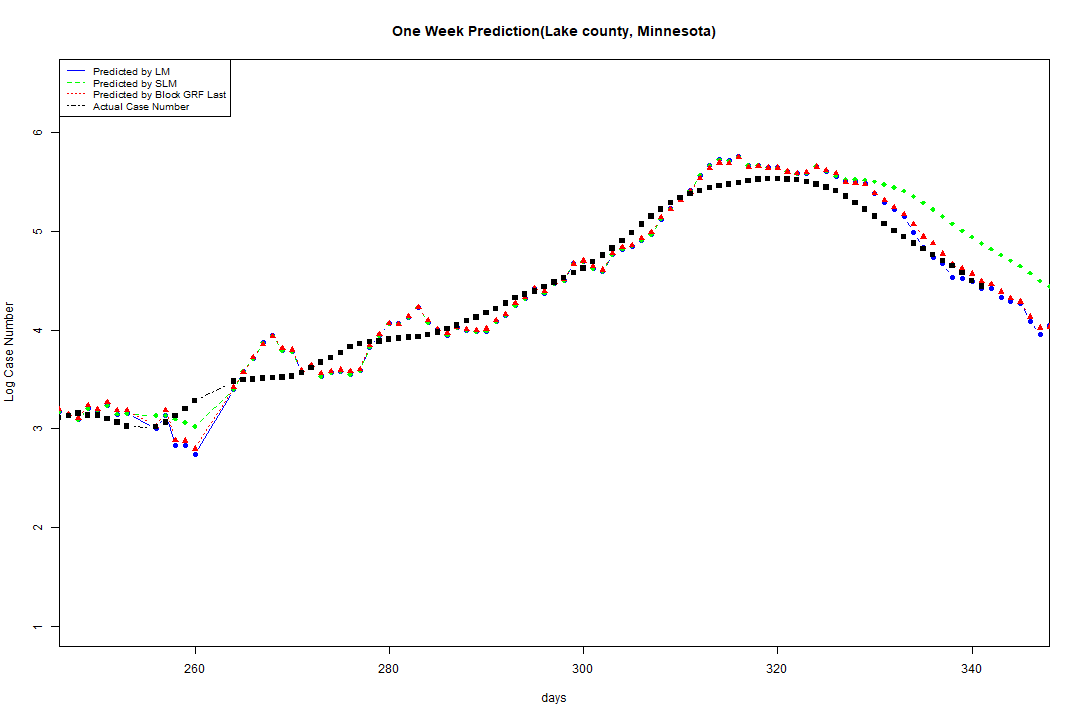 One Week Prediction(Lake county, Minnesota)
Predicted by LM
Predicted by SLM
Predicted by Block GRF Last
Actual Case Number
Log Case Number
6
5
4
3
2
1
260 280 300 320 340
days